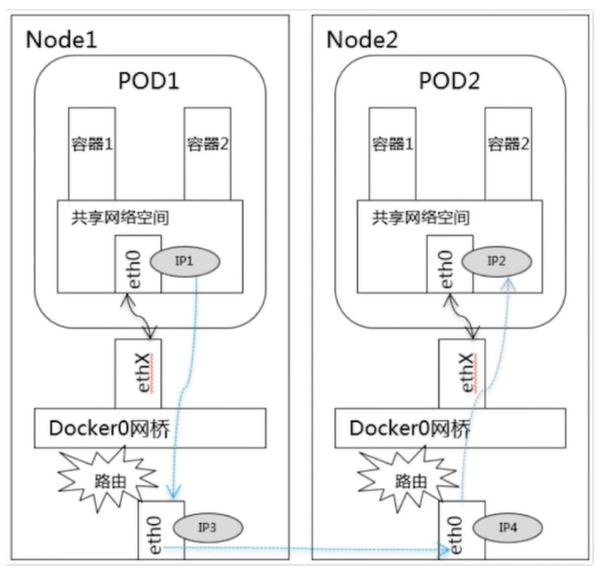 Node1
POD1
容器1
容器2
共享网络空间
eth0
IP1
ethX
Docker0网桥
路由
eth0
IP3
Node2
POD2
容器1
容器2
共享网络空间
eth0
IP2
ethX
Docker0网桥
路由
eth0
IP4